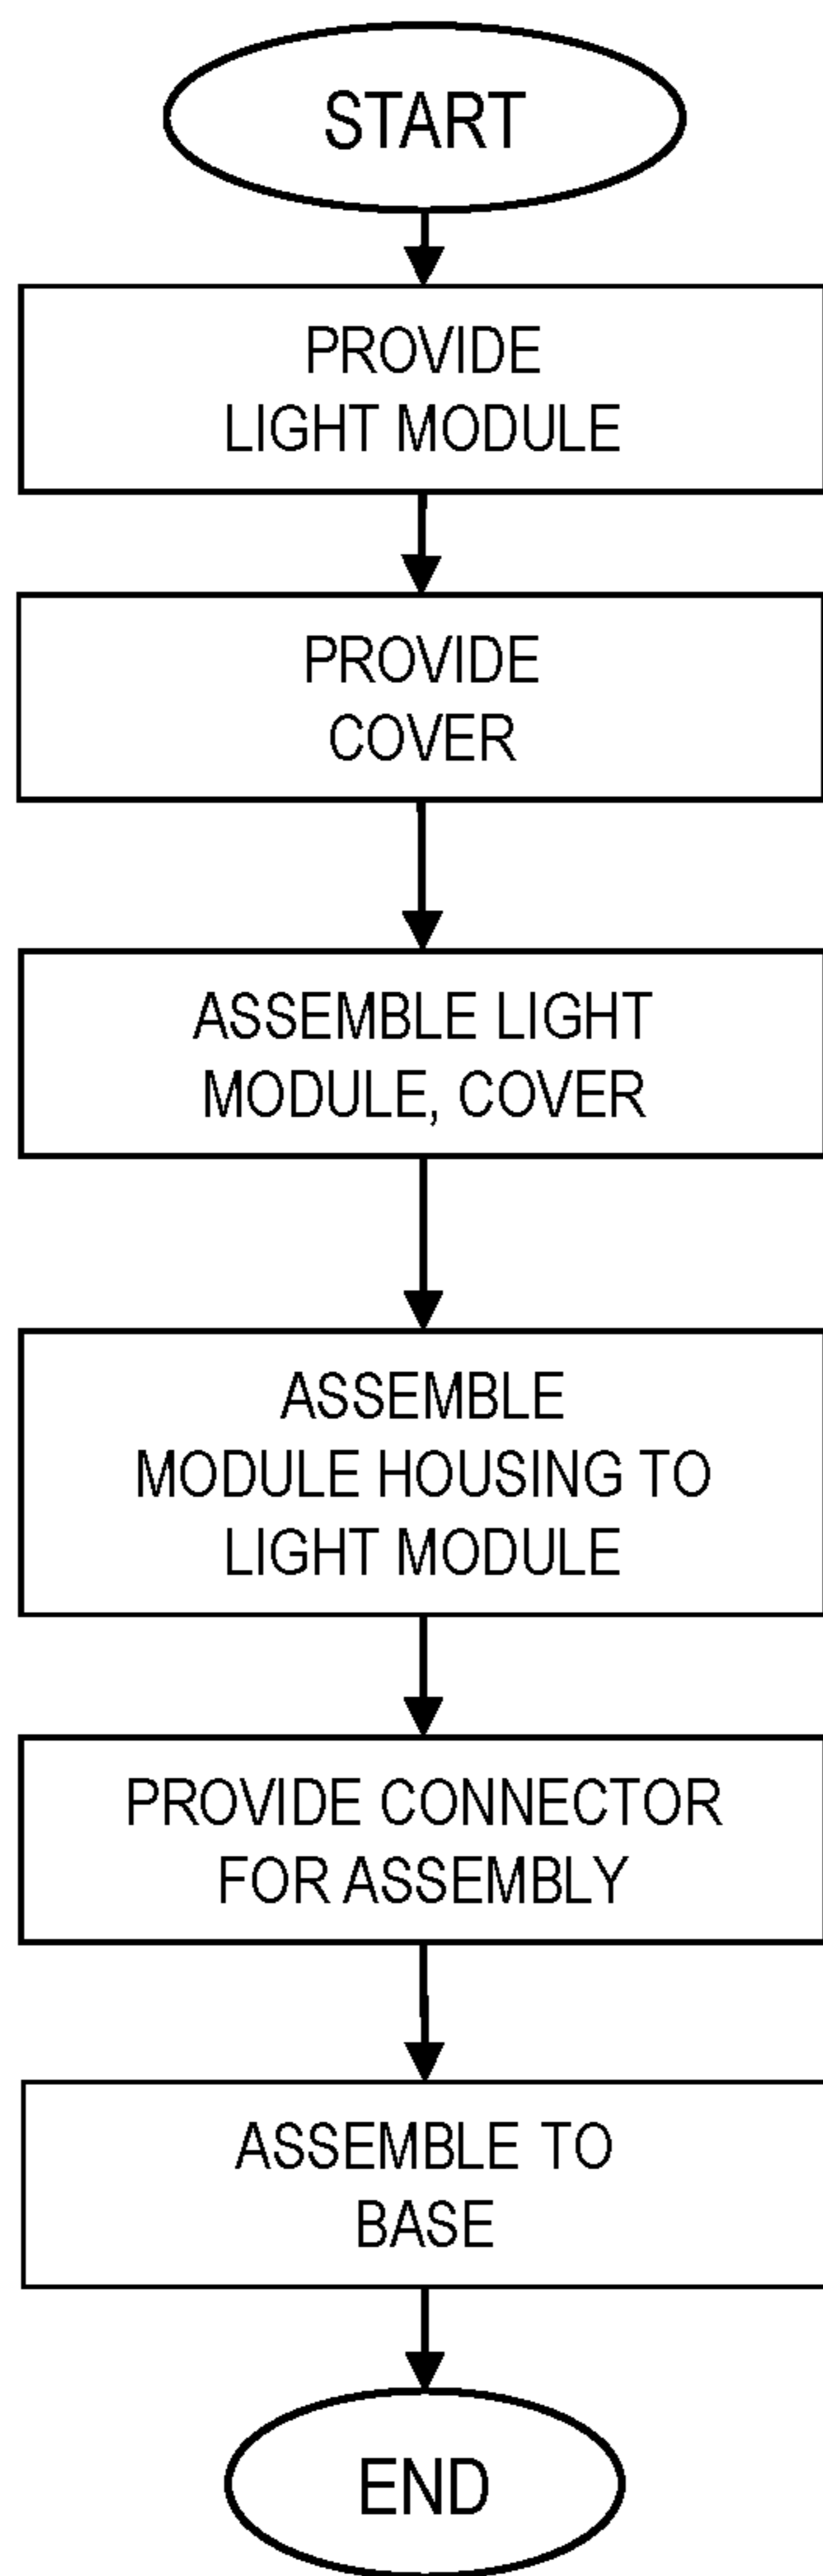 START
PROVIDE
LIGHT MODULE
PROVIDE
COVER
ASSEMBLE LIGHT
MODULE, COVER
ASSEMBLE
MODULE HOUSING TO
LIGHT MODULE
PROVIDE CONNECTOR
FOR ASSEMBLY
ASSEMBLE TO
BASE
END